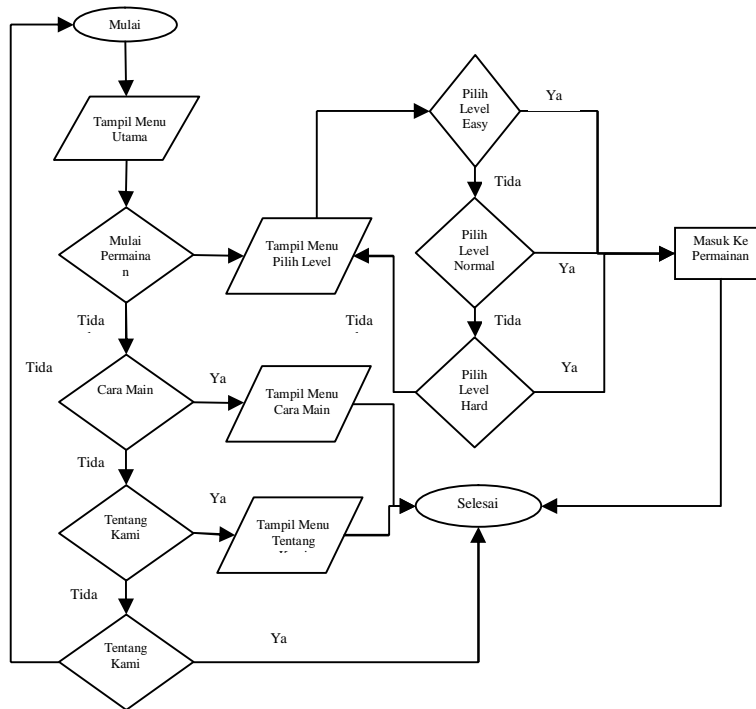 Mulai
Tampil Menu
Utama
Mulai
Permainan
n
Tampil Menu
Pilih Level
Pilih
Level
Easy
Ya
Tida
Pilih
Level
Normal
Ya
Tida
Pilih
Level
Hard
Ya
Tida
Masuk Ke
Permainan
Tida
Tida
Cara Main
Ya
Tampil Menu
Cara Main
Tida
Tentang
Kami
Ya
Tampil Menu
Tentang
Selesai
Tida
Tentang
Kami
Ya